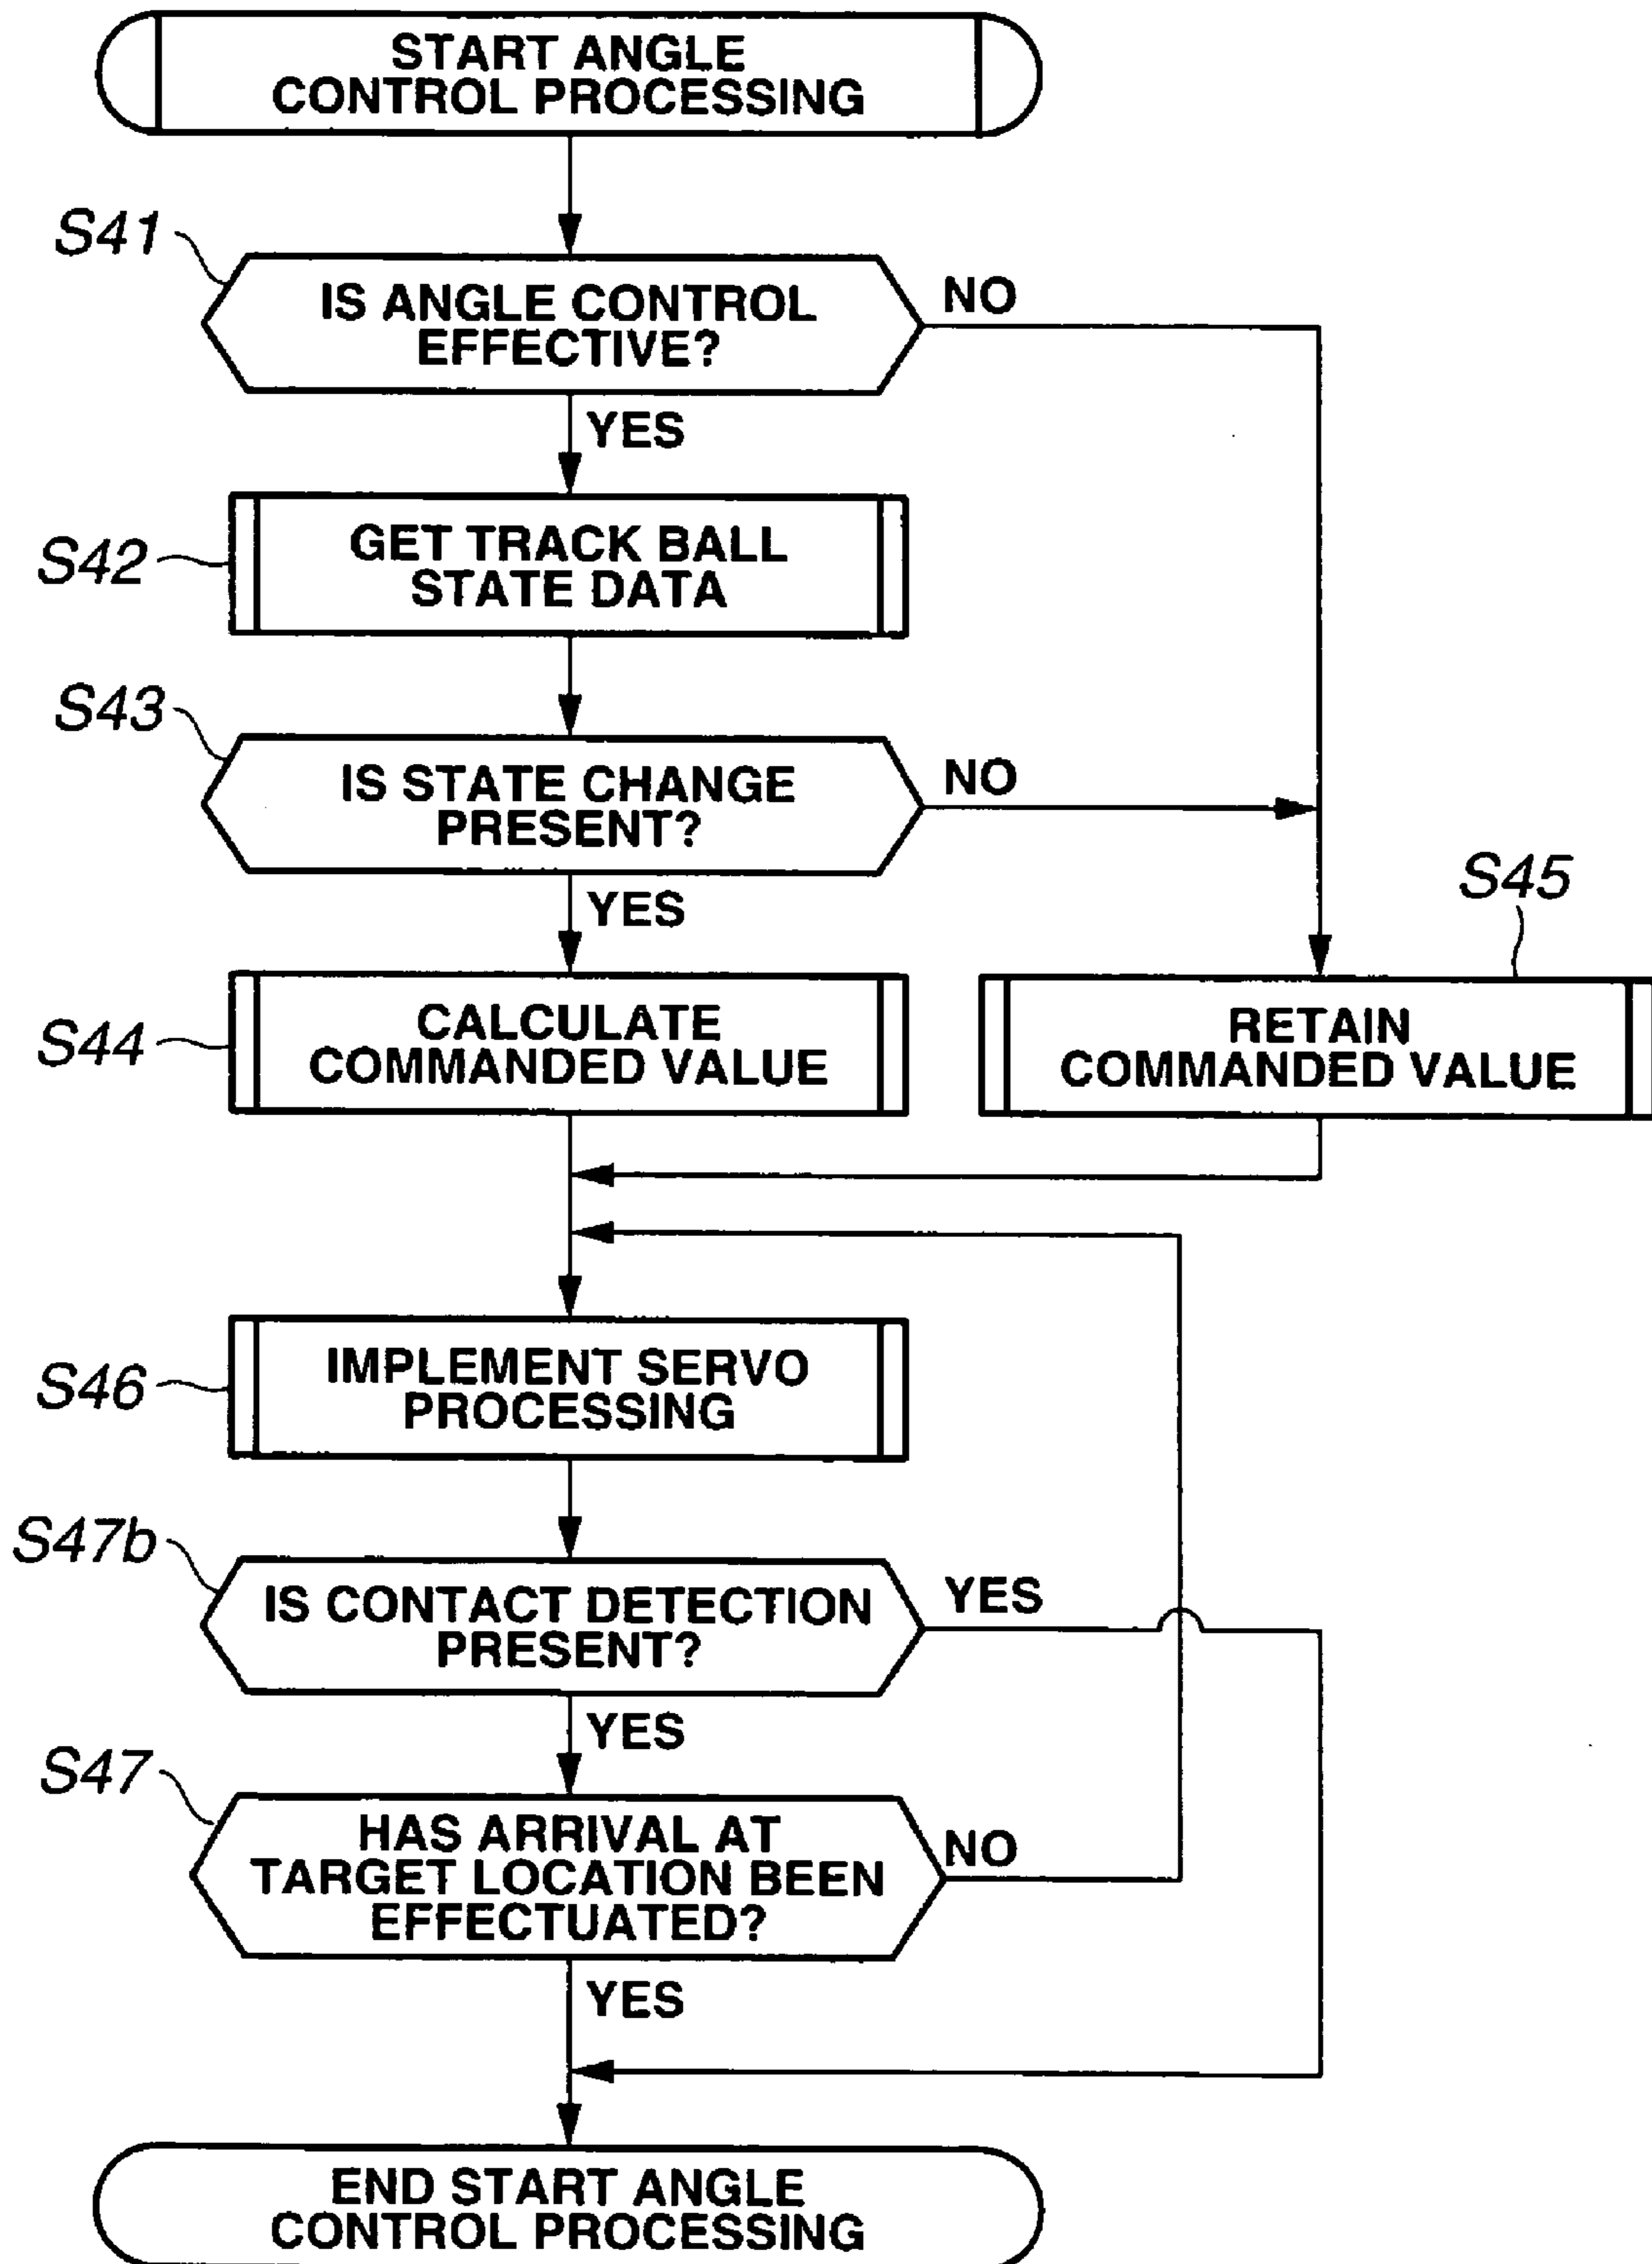 START ANGLE
CONTROL PROCESSING
S41
IS ANGLE CONTROL
EFFECTIVE?
NO
YES
S42
GET TRACK BALL
STATE DATA
S43
IS STATE CHANGE
PRESENT?
NO
YES
S44
CALCULATE
COMMANDED VALUE
S45
RETAIN
COMMANDED VALUE
S46
IMPLEMENT SERVO
PROCESSING
S47b
IS CONTACT DETECTION
PRESENT?
YES
YES
S47
HAS ARRIVAL AT
TARGET LOCATION BEEN
EFFECTUATED?
NO
YES
END START ANGLE
CONTROL PROCESSING